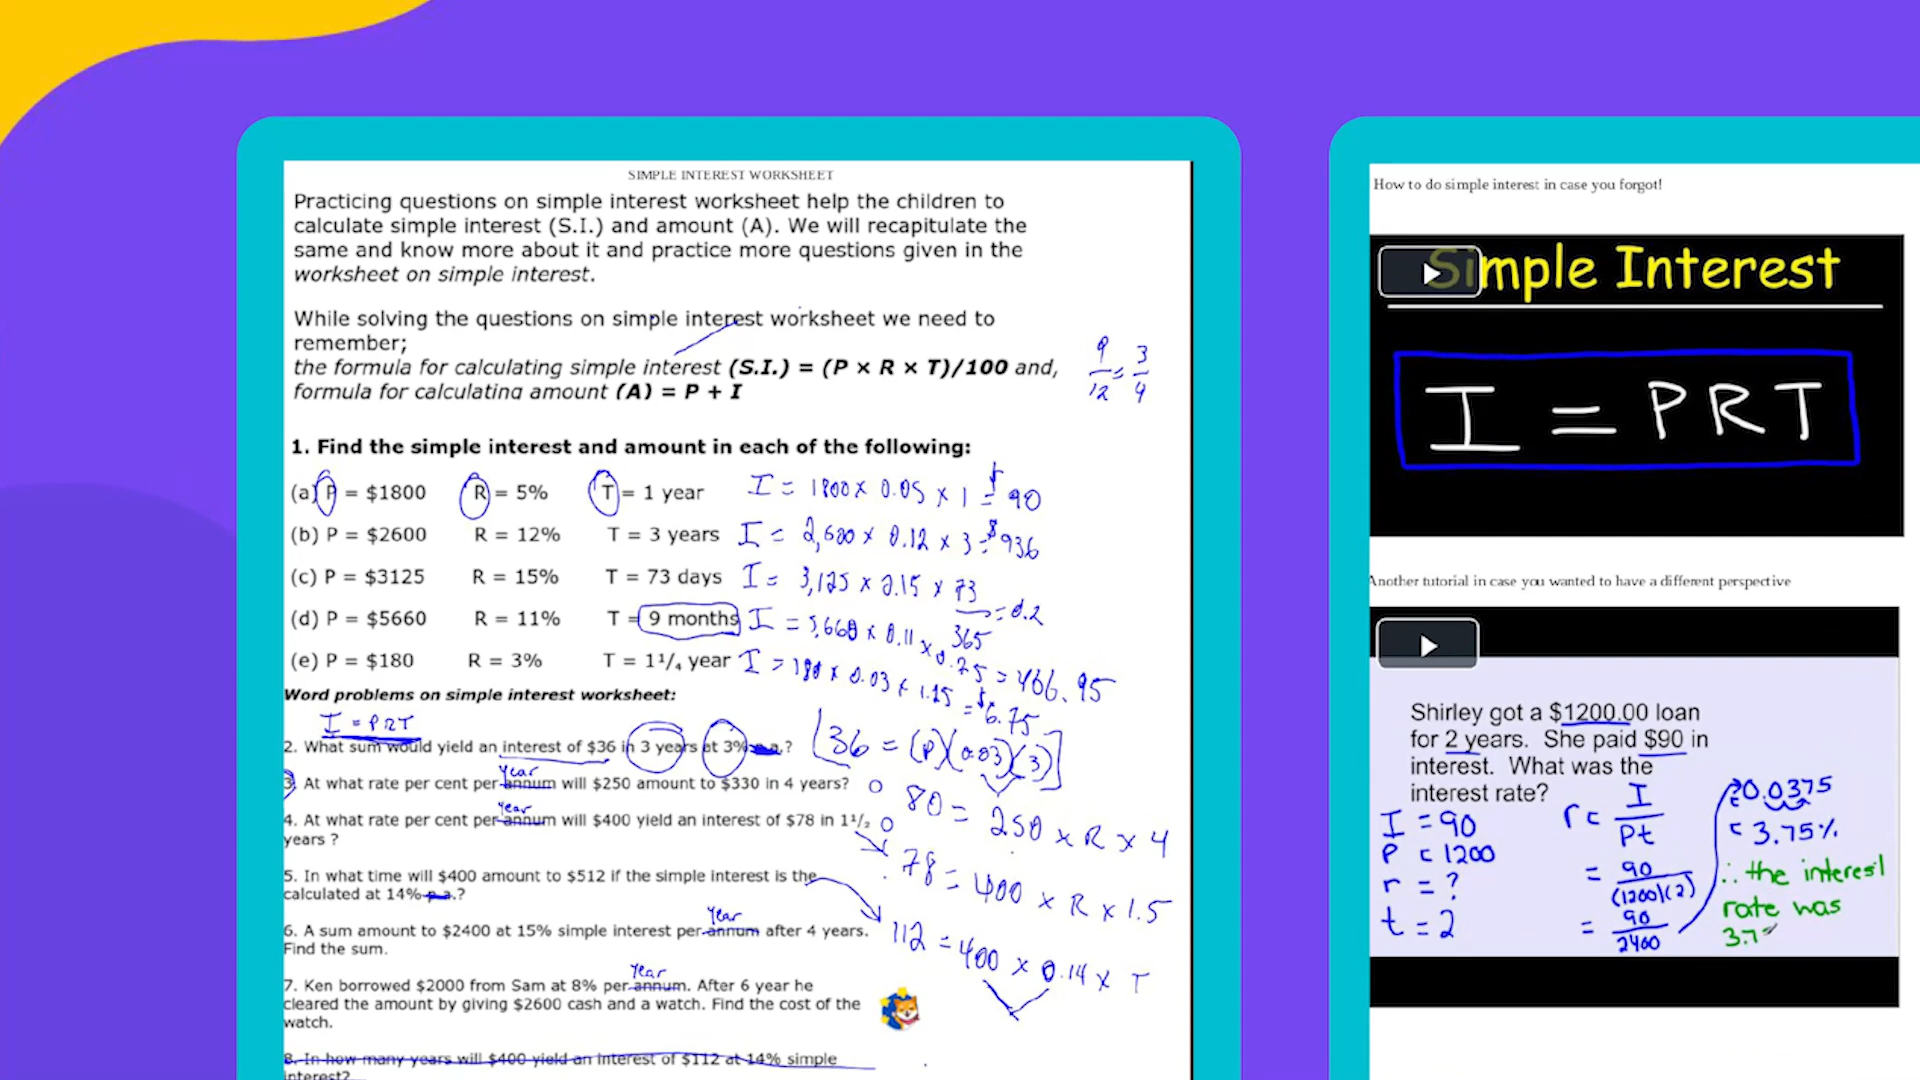 SIMPLE INTEREST WORKSHEET
Practicing questions on simple interest worksheet help the children to
calculate simple interest (S.I.) and amount (A). We will recapitulate the
same and know more about it and practice more questions given in the
worksheet on simple interest.
While solving the questions on simple interest worksheet we need to
remember;
the formula for calculating simple interest (S.I.) = (P × R × T)/100 and,
formula for calculating amount (A) = P + I
9/12 = 3/4
1. Find the simple interest and amount in each of the following:
(a) P = $1800 R = 5% T = 1 year I = 1800 × 0.05 × 1 = $90
(b) P = $2600 R = 12% T = 3 years I = 2,600 × 0.12 × 3 = $936
(c) P = $3125 R = 15% T = 73 days I = 3,125 × 0.15 × 73/365 = 0.2
(d) P = $5660 R = 11% T = 9 months I = 5,660 × 0.11 × 0.75 = 466.95
(e) P = $180 R = 3% T = 1¹/₄ year I = 180 × 0.03 × 1.25 = $6.75
Word problems on simple interest worksheet:
I = PRT
2. What sum would yield an interest of $36 in 3 years at 3% p.a.?
36 = (P)(0.03)(3)
year
3. At what rate per cent per annum will $250 amount to $330 in 4 years?
80 = 250 × R × 4
year
4. At what rate per cent per annum will $400 yield an interest of $78 in 1¹/₂
years ?
78 = 400 × R × 1.5
5. In what time will $400 amount to $512 if the simple interest is the
calculated at 14% p.a.?
112 = 400 × 0.14 × T
year
6. A sum amount to $2400 at 15% simple interest per annum after 4 years.
Find the sum.
year
7. Ken borrowed $2000 from Sam at 8% per annum. After 6 year he
cleared the amount by giving $2600 cash and a watch. Find the cost of the
watch.
8. In how many years will $400 yield an interest of $112 at 14% simple
interest?
How to do simple interest in case you forgot!
Simple Interest
I = PRT
Another tutorial in case you wanted to have a different perspective
Shirley got a $1200.00 loan
for 2 years. She paid $90 in
interest. What was the
interest rate?
I = 90
P = 1200
r = ?
t = 2
r = I/Pt
= 90/(1200)(2)
= 90/2400
= 0.0375
= 3.75%
∴ the interest
rate was
3.7